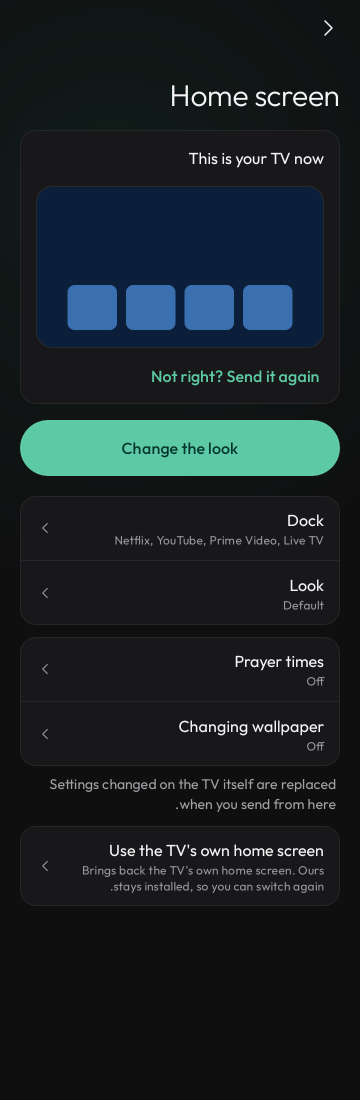 Home screen
This is your TV now
Not right? Send it again
Change the look
Dock
Netflix, YouTube, Prime Video, Live TV
Look
Default
Prayer times
Off
Changing wallpaper
Off
Settings changed on the TV itself are replaced
.when you send from here
Use the TV's own home screen
Brings back the TV's own home screen. Ours
.stays installed, so you can switch again